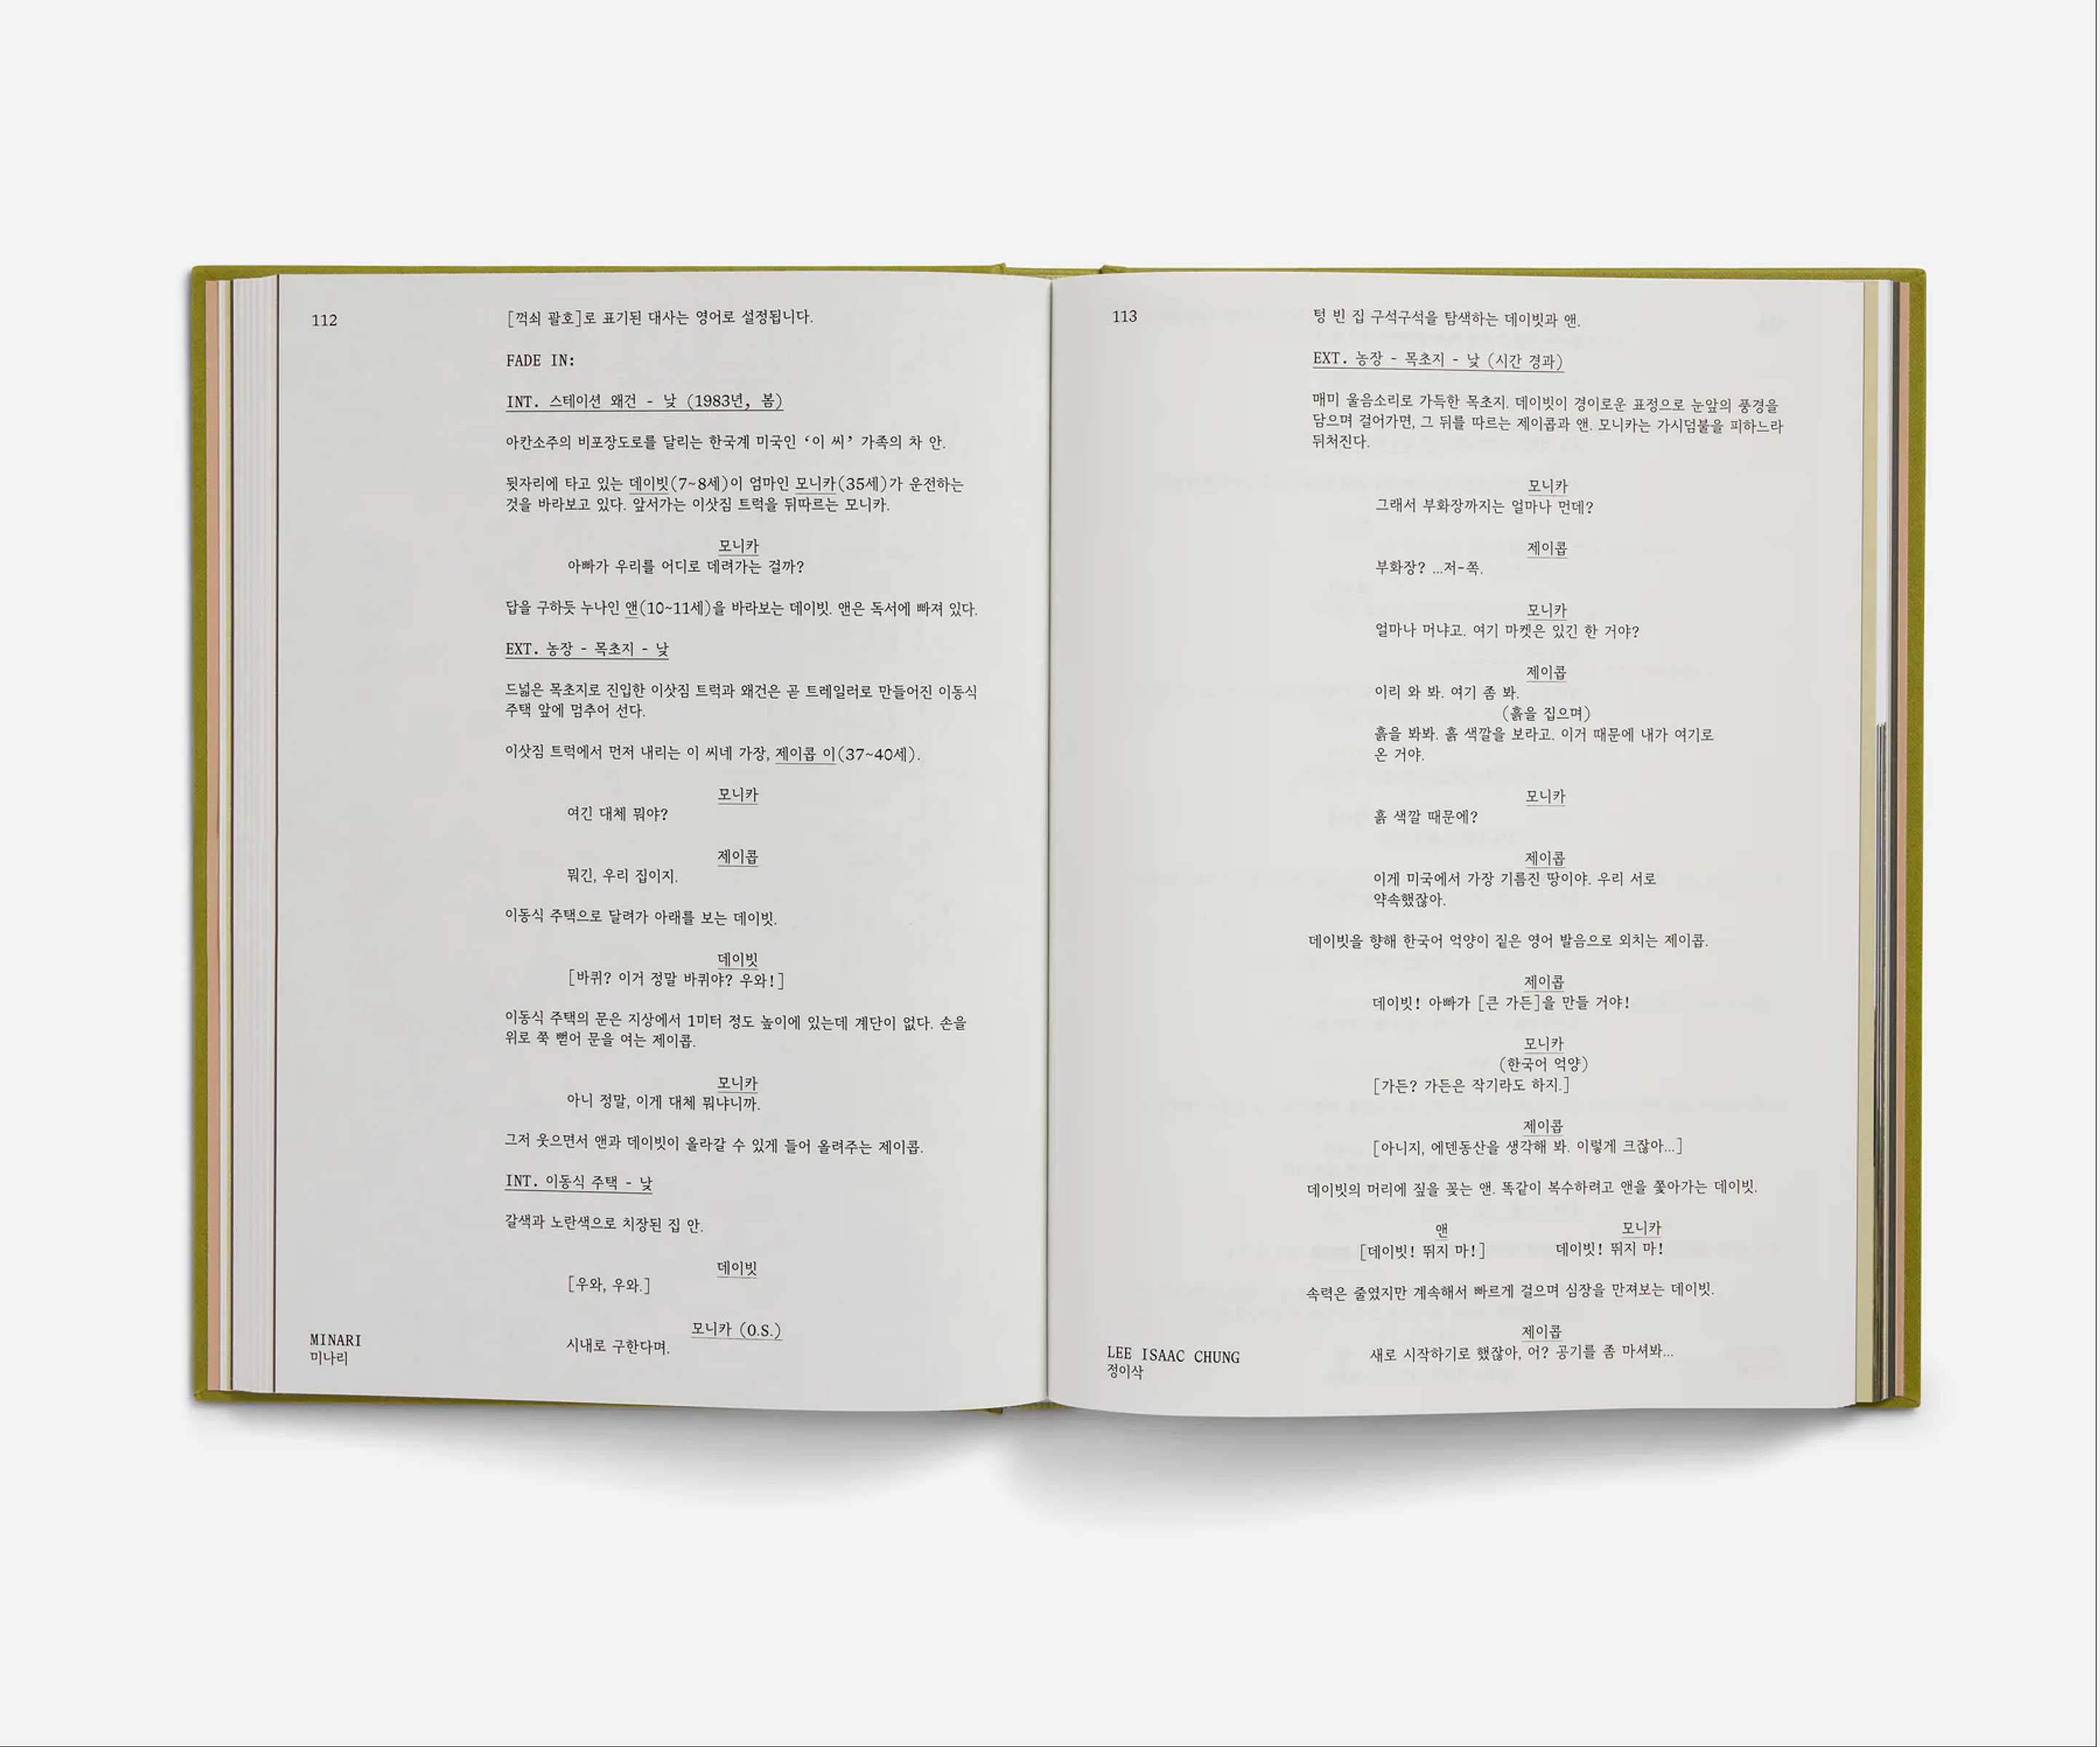 112
[꺽쇠 괄호]로 표기된 대사는 영어로 설정됩니다.
FADE IN:
INT. 스테이션 왜건 - 낮 (1983년, 봄)
아칸소주의 비포장도로를 달리는 한국계 미국인 ‘이 씨’ 가족의 차 안.
뒷자리에 타고 있는 데이빗(7~8세)이 엄마인 모니카(35세)가 운전하는
것을 바라보고 있다. 앞서가는 이삿짐 트럭을 뒤따르는 모니카.
모니카
아빠가 우리를 어디로 데려가는 걸까?
답을 구하듯 누나인 앤(10~11세)을 바라보는 데이빗. 앤은 독서에 빠져 있다.
EXT. 농장 - 목초지 - 낮
드넓은 목초지로 진입한 이삿짐 트럭과 왜건은 곧 트레일러로 만들어진 이동식
주택 앞에 멈추어 선다.
이삿짐 트럭에서 먼저 내리는 이 씨네 가장, 제이콥 이(37~40세).
모니카
여긴 대체 뭐야?
제이콥
뭐긴, 우리 집이지.
이동식 주택으로 달려가 아래를 보는 데이빗.
데이빗
[바퀴? 이거 정말 바퀴야? 우와!]
이동식 주택의 문은 지상에서 1미터 정도 높이에 있는데 계단이 없다. 손을
위로 쭉 뻗어 문을 여는 제이콥.
모니카
아니 정말, 이게 대체 뭐냐니까.
그저 웃으면서 앤과 데이빗이 올라갈 수 있게 들어 올려주는 제이콥.
INT. 이동식 주택 - 낮
갈색과 노란색으로 치장된 집 안.
데이빗
[우와, 우와.]
모니카 (O.S.)
시내로 구한다며.
MINARI
미나리
113
텅 빈 집 구석구석을 탐색하는 데이빗과 앤.
EXT. 농장 - 목초지 - 낮 (시간 경과)
매미 울음소리로 가득한 목초지. 데이빗이 경이로운 표정으로 눈앞의 풍경을
담으며 걸어가면, 그 뒤를 따르는 제이콥과 앤. 모니카는 가시덤불을 피하느라
뒤처진다.
모니카
그래서 부화장까지는 얼마나 먼데?
제이콥
부화장? …저-쪽.
모니카
얼마나 머냐고. 여기 마켓은 있긴 한 거야?
제이콥
이리 와 봐. 여기 좀 봐.
(흙을 집으며)
흙을 봐봐. 흙 색깔을 보라고. 이거 때문에 내가 여기로
온 거야.
모니카
흙 색깔 때문에?
제이콥
이게 미국에서 가장 기름진 땅이야. 우리 서로
약속했잖아.
데이빗을 향해 한국어 억양이 짙은 영어 발음으로 외치는 제이콥.
제이콥
데이빗! 아빠가 [큰 가든]을 만들 거야!
모니카
(한국어 억양)
[가든? 가든은 작기라도 하지.]
제이콥
[아니지, 에덴동산을 생각해 봐. 이렇게 크잖아…]
데이빗의 머리에 짚을 꽂는 앤. 똑같이 복수하려고 앤을 쫓아가는 데이빗.
앤 모니카
[데이빗! 뛰지 마!] 데이빗! 뛰지 마!
속력은 줄였지만 계속해서 빠르게 걸으며 심장을 만져보는 데이빗.
제이콥
새로 시작하기로 했잖아, 어? 공기를 좀 마셔봐…
LEE ISAAC CHUNG
정이삭